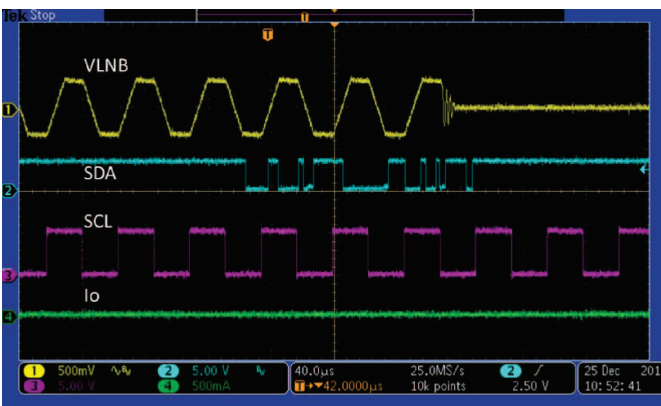 Tek Stop
T
T
VLNB
1
SDA
2
SCL
3
Io
4
1 500mV 2 5.00 V 40.0µs 25.0MS/s 2 25 Dec 201
3 5.00 V 4 500mA T→▼42.0000µs 10k points 2.50 V 10:52:41